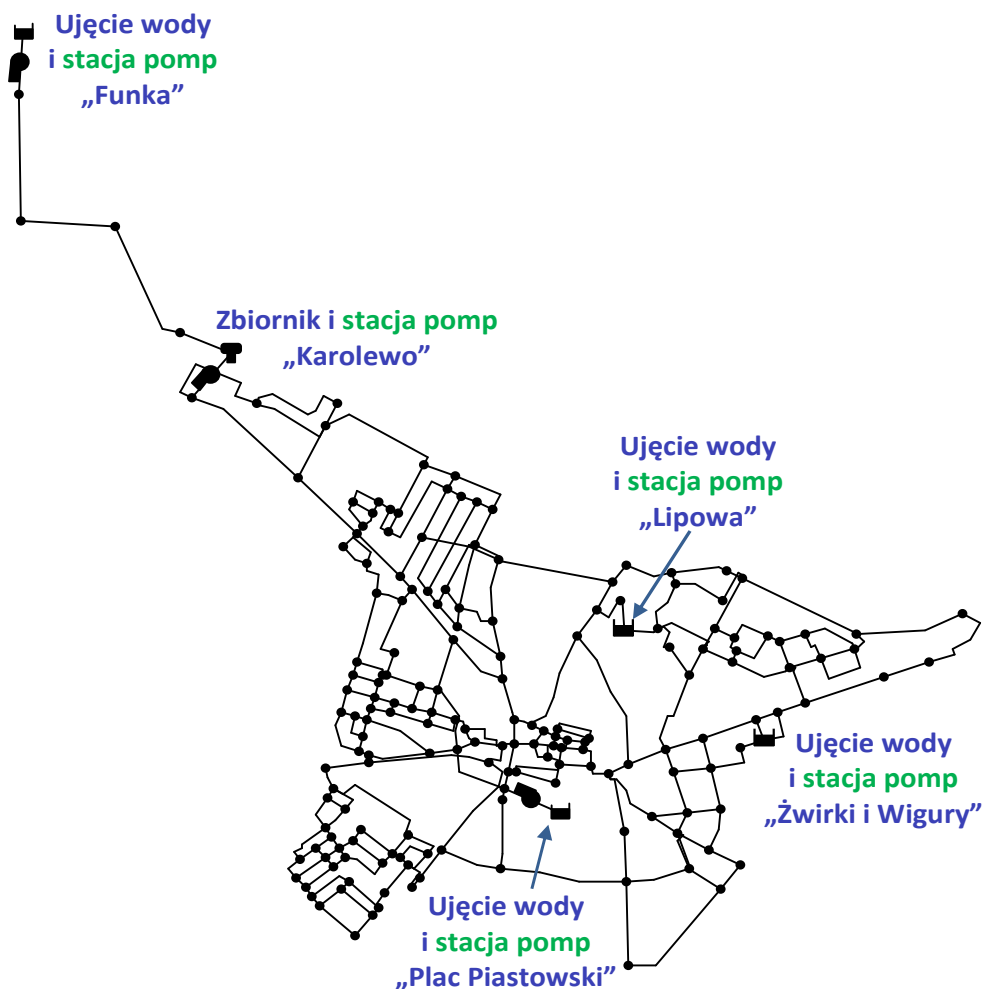 Ujęcie wody
i stacja pomp
„Funka”
Zbiornik i stacja pomp
„Karolewo”
Ujęcie wody
i stacja pomp
„Lipowa”
Ujęcie wody
i stacja pomp
„Żwirki i Wigury”
Ujęcie wody
i stacja pomp
„Plac Piastowski”